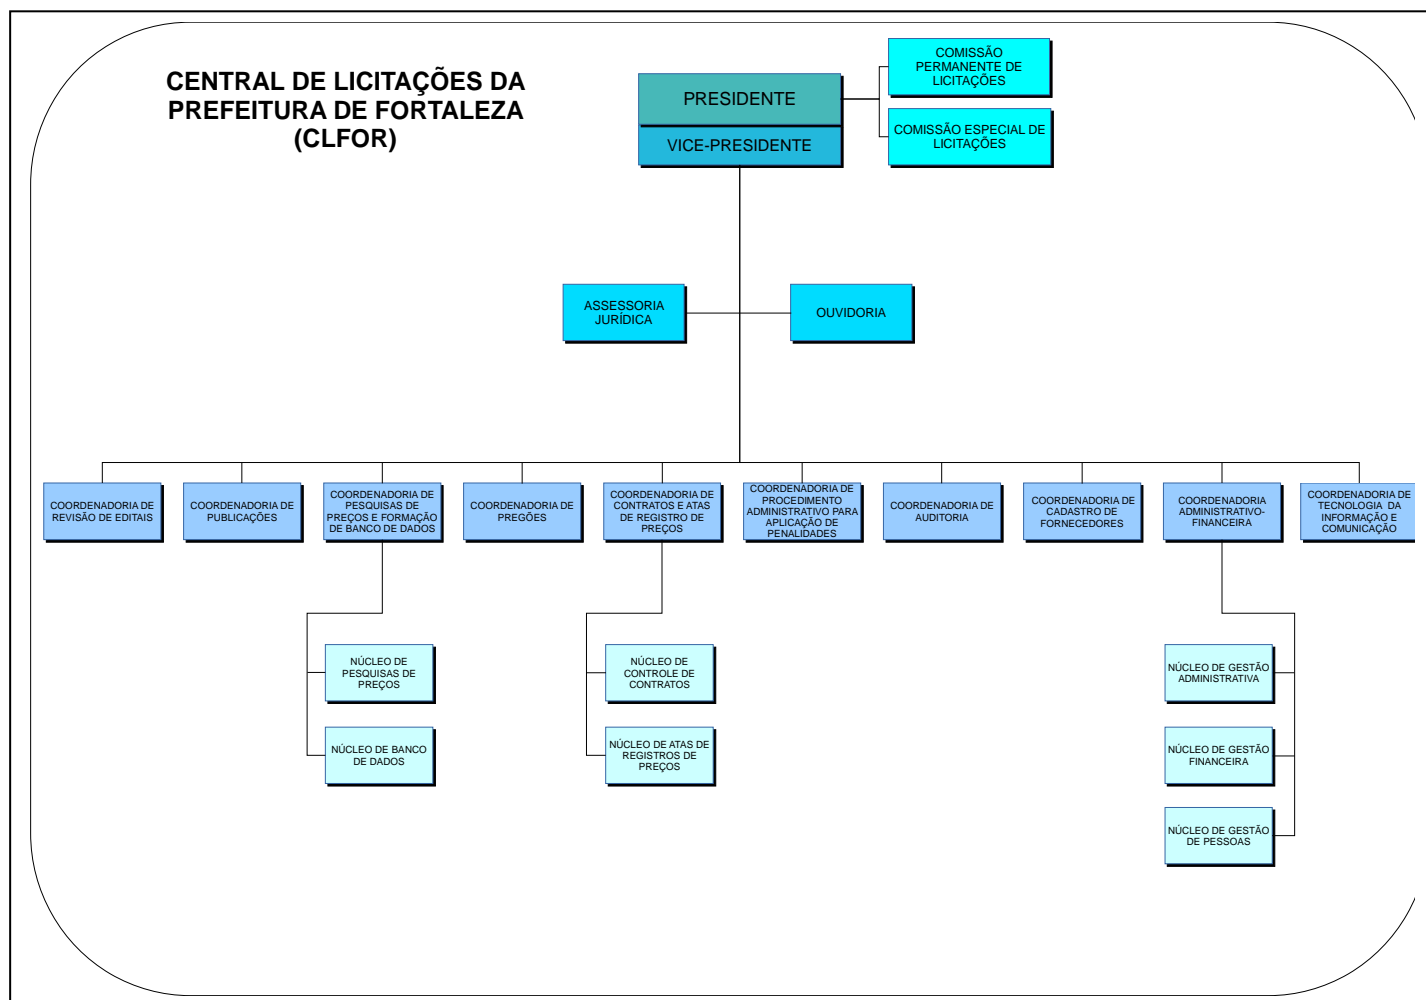 CENTRAL DE LICITAÇÕES DA
PREFEITURA DE FORTALEZA
(CLFOR)
PRESIDENTE
VICE-PRESIDENTE
COMISSÃO
PERMANENTE DE
LICITAÇÕES
COMISSÃO ESPECIAL DE
LICITAÇÕES
ASSESSORIA
JURÍDICA
OUVIDORIA
COORDENADORIA DE
REVISÃO DE EDITAIS
COORDENADORIA DE
PUBLICAÇÕES
COORDENADORIA DE
PESQUISAS DE
PREÇOS E FORMAÇÃO
DE BANCO DE DADOS
COORDENADORIA DE
PREGÕES
COORDENADORIA DE
CONTRATOS E ATAS
DE REGISTRO DE
PREÇOS
COORDENADORIA DE
PROCEDIMENTO
ADMINISTRATIVO PARA
APLICAÇÃO DE
PENALIDADES
COORDENADORIA DE
AUDITORIA
COORDENADORIA DE
CADASTRO DE
FORNECEDORES
COORDENADORIA
ADMINISTRATIVO-
FINANCEIRA
COORDENADORIA DE
TECNOLOGIA DA
INFORMAÇÃO E
COMUNICAÇÃO
NÚCLEO DE
PESQUISAS DE
PREÇOS
NÚCLEO DE BANCO
DE DADOS
NÚCLEO DE
CONTROLE DE
CONTRATOS
NÚCLEO DE ATAS DE
REGISTROS DE
PREÇOS
NÚCLEO DE GESTÃO
ADMINISTRATIVA
NÚCLEO DE GESTÃO
FINANCEIRA
NÚCLEO DE GESTÃO
DE PESSOAS